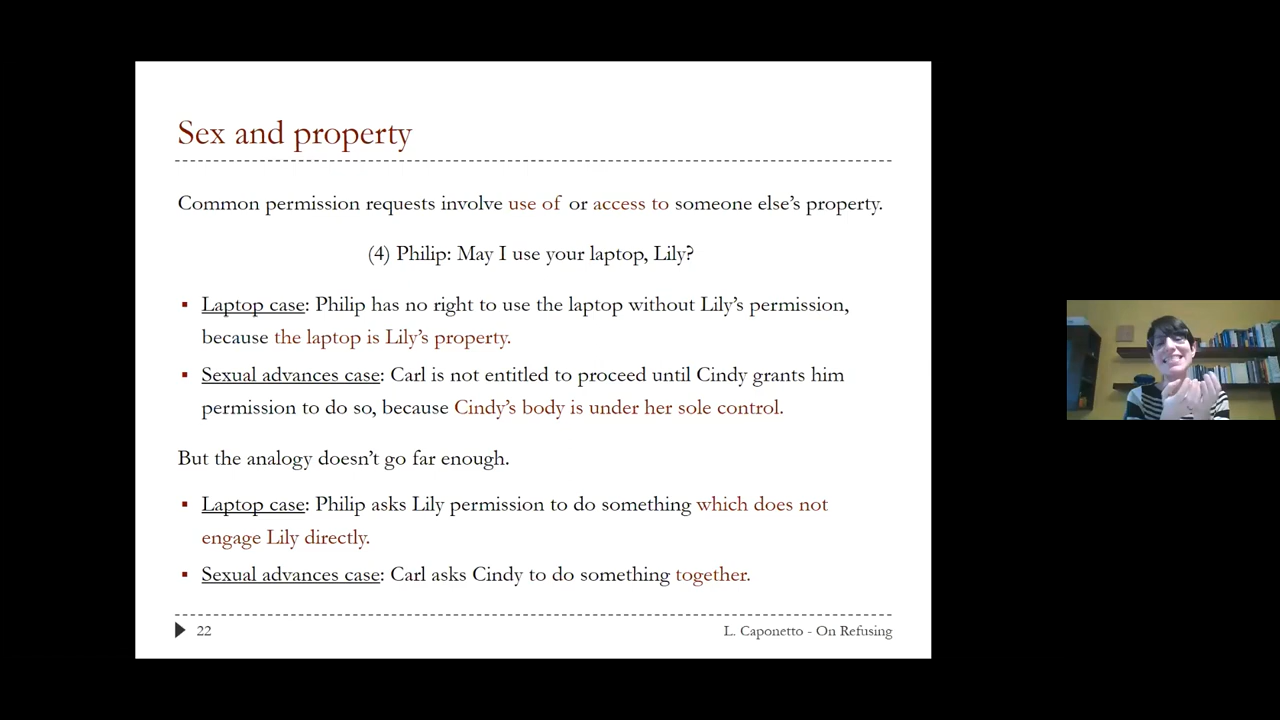 Sex and property
Common permission requests involve use of or access to someone else’s property.
(4) Philip: May I use your laptop, Lily?
▪ Laptop case: Philip has no right to use the laptop without Lily’s permission,
because the laptop is Lily’s property.
▪ Sexual advances case: Carl is not entitled to proceed until Cindy grants him
permission to do so, because Cindy’s body is under her sole control.
But the analogy doesn’t go far enough.
▪ Laptop case: Philip asks Lily permission to do something which does not
engage Lily directly.
▪ Sexual advances case: Carl asks Cindy to do something together.
22
L. Caponetto - On Refusing